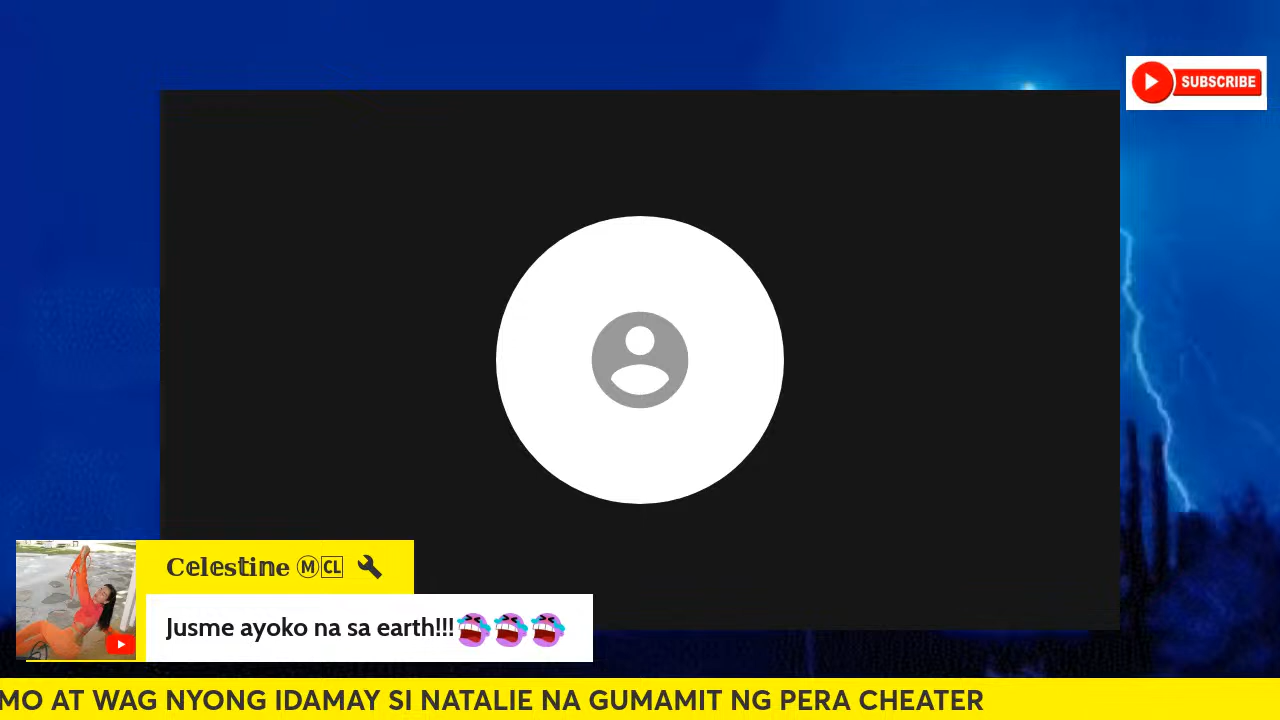 SUBSCRIBE
Celestine Ⓜ🄲🄻
Jusme ayoko na sa earth!!!
MO AT WAG NYONG IDAMAY SI NATALIE NA GUMAMIT NG PERA CHEATER